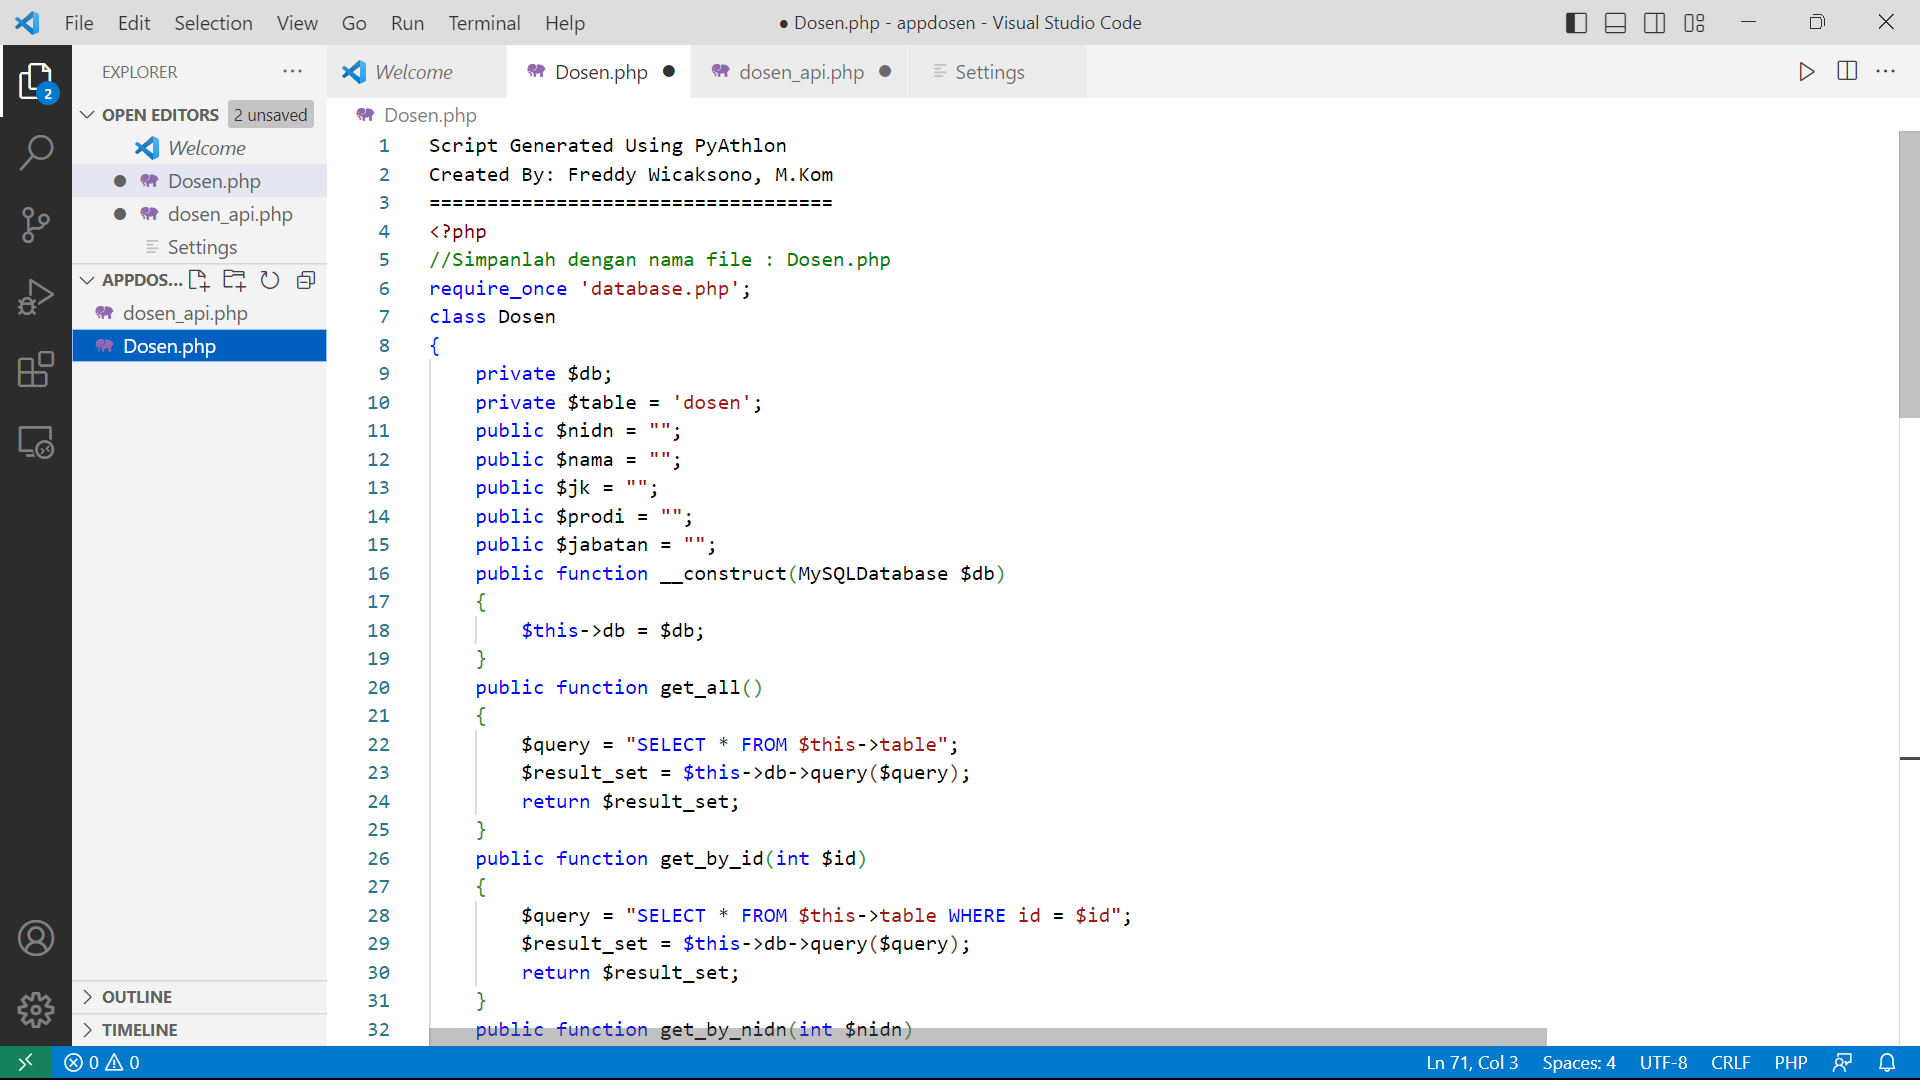 File Edit Selection View Go Run Terminal Help
● Dosen.php - appdosen - Visual Studio Code
EXPLORER
Welcome
Dosen.php
dosen_api.php
Settings
2
OPEN EDITORS 2 unsaved
Welcome
Dosen.php
dosen_api.php
Settings
APPDOS...
dosen_api.php
Dosen.php
OUTLINE
TIMELINE
Dosen.php
1 Script Generated Using PyAthlon
2 Created By: Freddy Wicaksono, M.Kom
3 ===================================
4 <?php
5 //Simpanlah dengan nama file : Dosen.php
6 require_once 'database.php';
7 class Dosen
8 {
9     private $db;
10     private $table = 'dosen';
11     public $nidn = "";
12     public $nama = "";
13     public $jk = "";
14     public $prodi = "";
15     public $jabatan = "";
16     public function __construct(MySQLDatabase $db)
17     {
18         $this->db = $db;
19     }
20     public function get_all()
21     {
22         $query = "SELECT * FROM $this->table";
23         $result_set = $this->db->query($query);
24         return $result_set;
25     }
26     public function get_by_id(int $id)
27     {
28         $query = "SELECT * FROM $this->table WHERE id = $id";
29         $result_set = $this->db->query($query);
30         return $result_set;
31     }
32     public function get_by_nidn(int $nidn)
0 0
Ln 71, Col 3 Spaces: 4 UTF-8 CRLF PHP